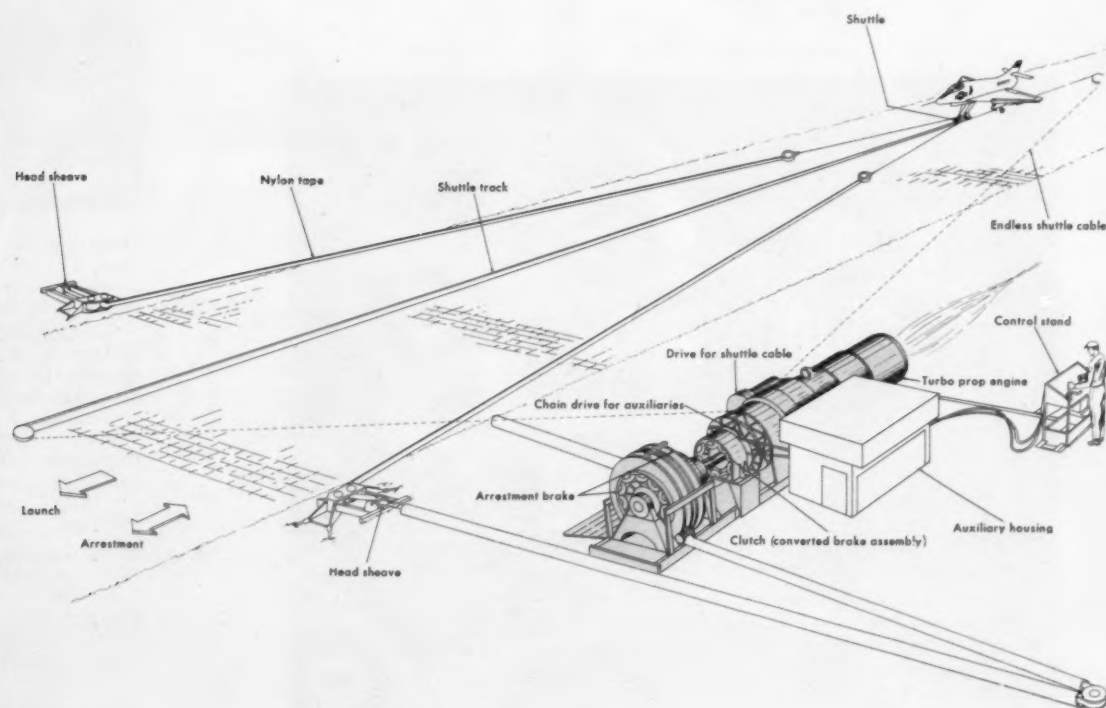 Shuttle
Head sheave
Nylon tape
Shuttle track
Endless shuttle cable
Control stand
Drive for shuttle cable
Turbo prop engine
Chain drive for auxiliaries
Arrestment brake
Launch
Arrestment
Auxiliary housing
Clutch (converted brake assembly)
Head sheave